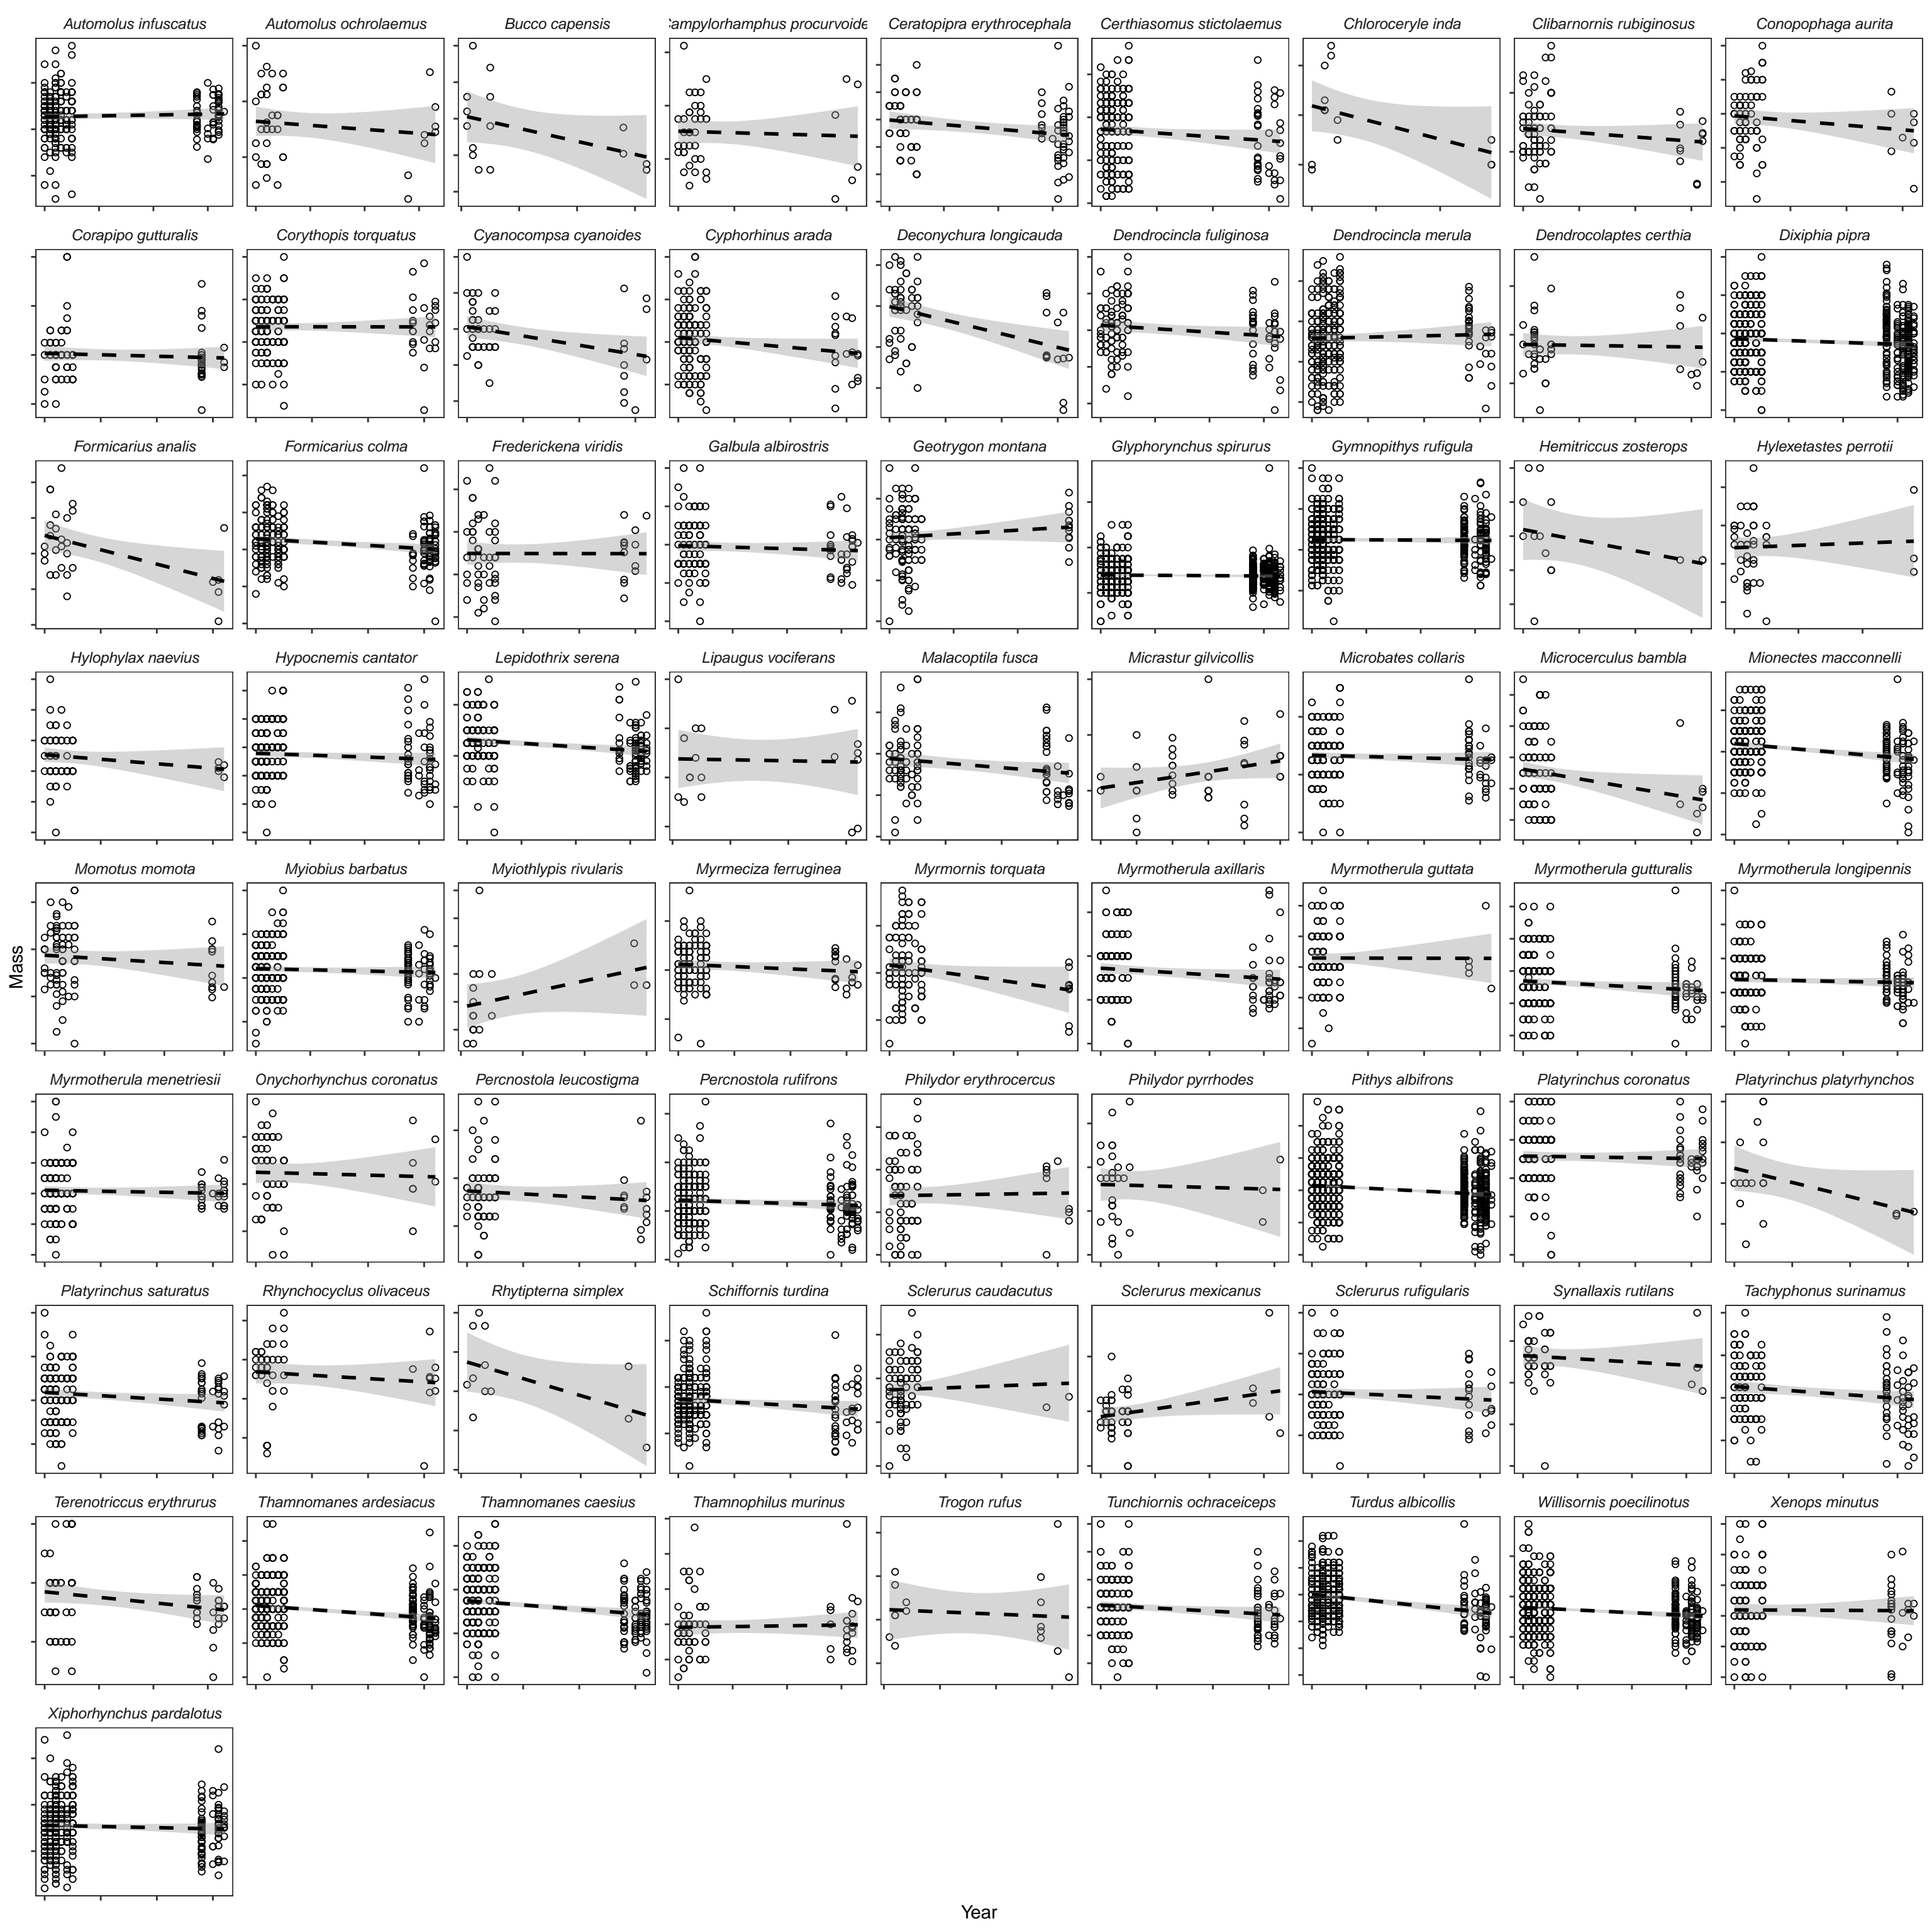 Automolus infuscatus
Automolus ochrolaemus
Bucco capensis
Campylorhamphus procurvoide
Ceratopipra erythrocephala
Certhiasomus stictolaemus
Chloroceryle inda
Clibarnornis rubiginosus
Conopophaga aurita
Corapipo gutturalis
Corythopis torquatus
Cyanocompsa cyanoides
Cyphorhinus arada
Deconychura longicauda
Dendrocincla fuliginosa
Dendrocincla merula
Dendrocolaptes certhia
Dixiphia pipra
Formicarius analis
Formicarius colma
Frederickena viridis
Galbula albirostris
Geotrygon montana
Glyphorynchus spirurus
Gymnopithys rufigula
Hemitriccus zosterops
Hylexetastes perrotii
Hylophylax naevius
Hypocnemis cantator
Lepidothrix serena
Lipaugus vociferans
Malacoptila fusca
Micrastur gilvicollis
Microbates collaris
Microcerculus bambla
Mionectes macconnelli
Momotus momota
Myiobius barbatus
Myiothlypis rivularis
Myrmeciza ferruginea
Myrmornis torquata
Myrmotherula axillaris
Myrmotherula guttata
Myrmotherula gutturalis
Myrmotherula longipennis
Mass
Myrmotherula menetriesii
Onychorhynchus coronatus
Percnostola leucostigma
Percnostola rufifrons
Philydor erythrocercus
Philydor pyrrhodes
Pithys albifrons
Platyrinchus coronatus
Platyrinchus platyrhynchos
Platyrinchus saturatus
Rhynchocyclus olivaceus
Rhytipterna simplex
Schiffornis turdina
Sclerurus caudacutus
Sclerurus mexicanus
Sclerurus rufigularis
Synallaxis rutilans
Tachyphonus surinamus
Terenotriccus erythrurus
Thamnomanes ardesiacus
Thamnomanes caesius
Thamnophilus murinus
Trogon rufus
Tunchiornis ochraceiceps
Turdus albicollis
Willisornis poecilinotus
Xenops minutus
Xiphorhynchus pardalotus
Year